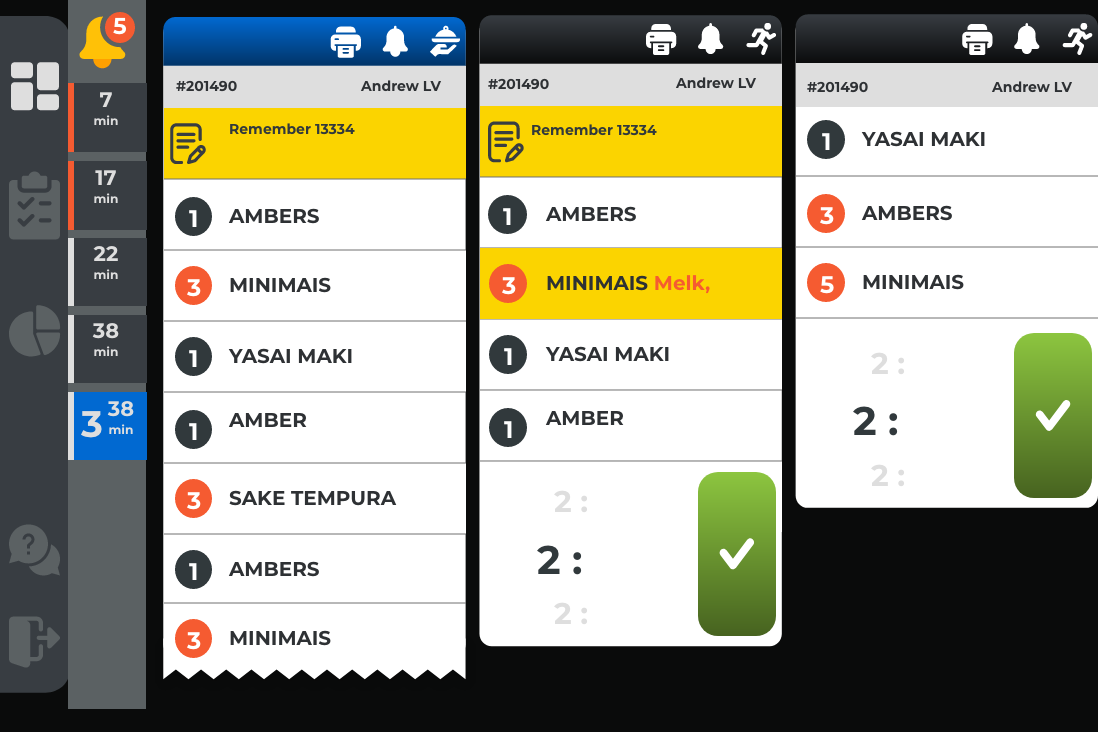 5
7
min
17
min
22
min
38
min
3 38
min
#201490 Andrew LV
Remember 13334
1 AMBERS
3 MINIMAIS
1 YASAI MAKI
1 AMBER
3 SAKE TEMPURA
1 AMBERS
3 MINIMAIS
#201490 Andrew LV
Remember 13334
1 AMBERS
3 MINIMAIS Melk,
1 YASAI MAKI
1 AMBER
2 :
2 :
2 :
#201490 Andrew LV
1 YASAI MAKI
3 AMBERS
5 MINIMAIS
2 :
2 :
2 :
?